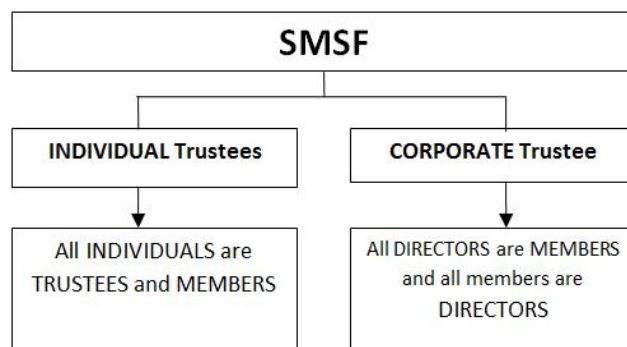 SMSF
INDIVIDUAL Trustees
CORPORATE Trustee
All INDIVIDUALS are
TRUSTEES and MEMBERS
All DIRECTORS are MEMBERS
and all members are
DIRECTORS